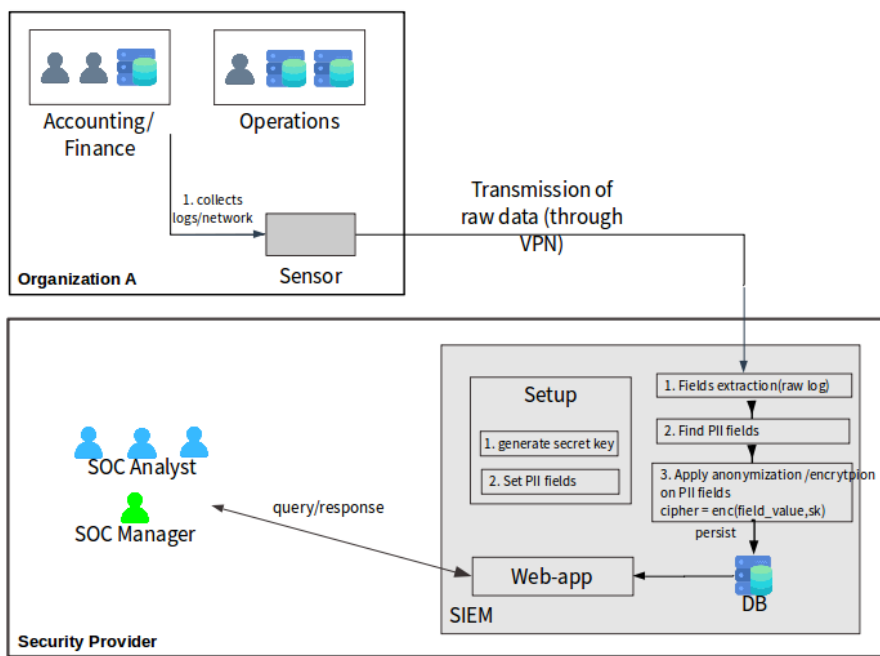 Accounting/
Finance
Operations
1. collects
logs/network
Sensor
Organization A
Transmission of
raw data (through
VPN)
Setup
1. generate secret key
2. Set PII fields
1. Fields extraction(raw log)
2. Find PII fields
3. Apply anonymization /encrytpion
on PII fields
cipher = enc(field_value,sk)
persist
SOC Analyst
SOC Manager
query/response
Web-app
DB
SIEM
Security Provider